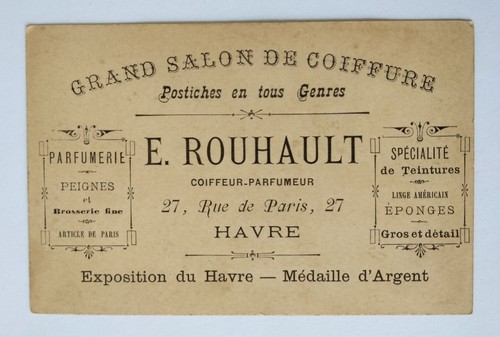 GRAND SALON DE COIFFURE
Postiches en tous Genres
PARFUMERIE
PEIGNES
et
Brosserie fine
ARTICLE DE PARIS
E. ROUHAULT
COIFFEUR-PARFUMEUR
27, Rue de Paris, 27
HAVRE
SPÉCIALITÉ
de Teintures
LINGE AMÉRICAIN
ÉPONGES
Gros et détail
Exposition du Havre — Médaille d'Argent